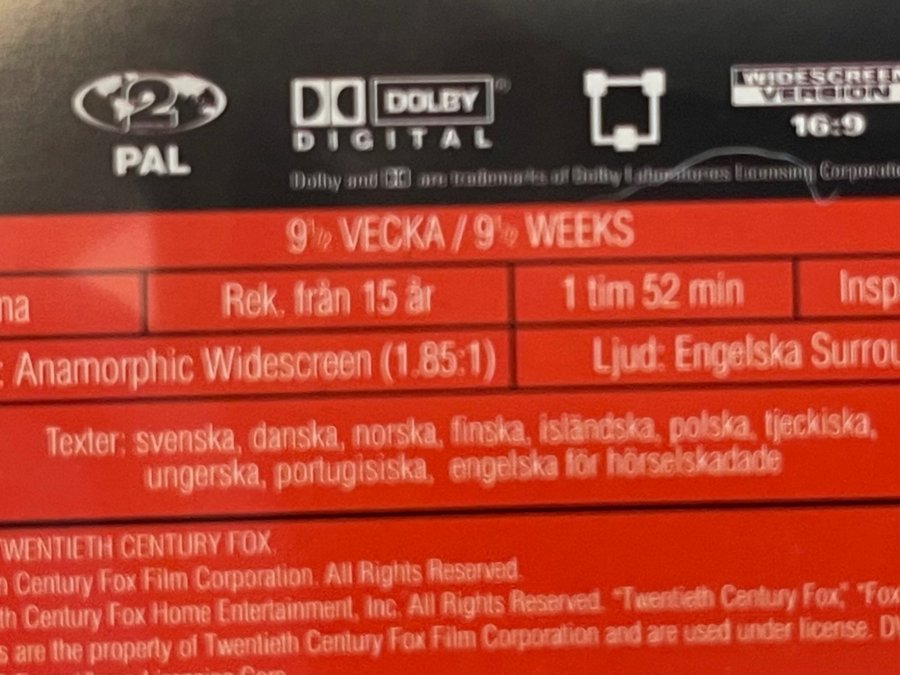 2
PAL
DOLBY
DIGITAL
WIDESCREEN
VERSION
16:9
Dolby and are trademarks of Dolby Laboratories Licensing Corporatio
9½ VECKA / 9½ WEEKS
ma
Rek. från 15 år
1 tim 52 min
Insp
: Anamorphic Widescreen (1.85:1)
Ljud: Engelska Surrou
Texter: svenska, danska, norska, finska, isländska, polska, tjeckiska,
ungerska, portugisiska, engelska för hörselskadade
TWENTIETH CENTURY FOX
h Century Fox Film Corporation. All Rights Reserved.
th Century Fox Home Entertainment, Inc. All Rights Reserved. "Twentieth Century Fox," "Fox
s are the property of Twentieth Century Fox Film Corporation and are used under license. DV